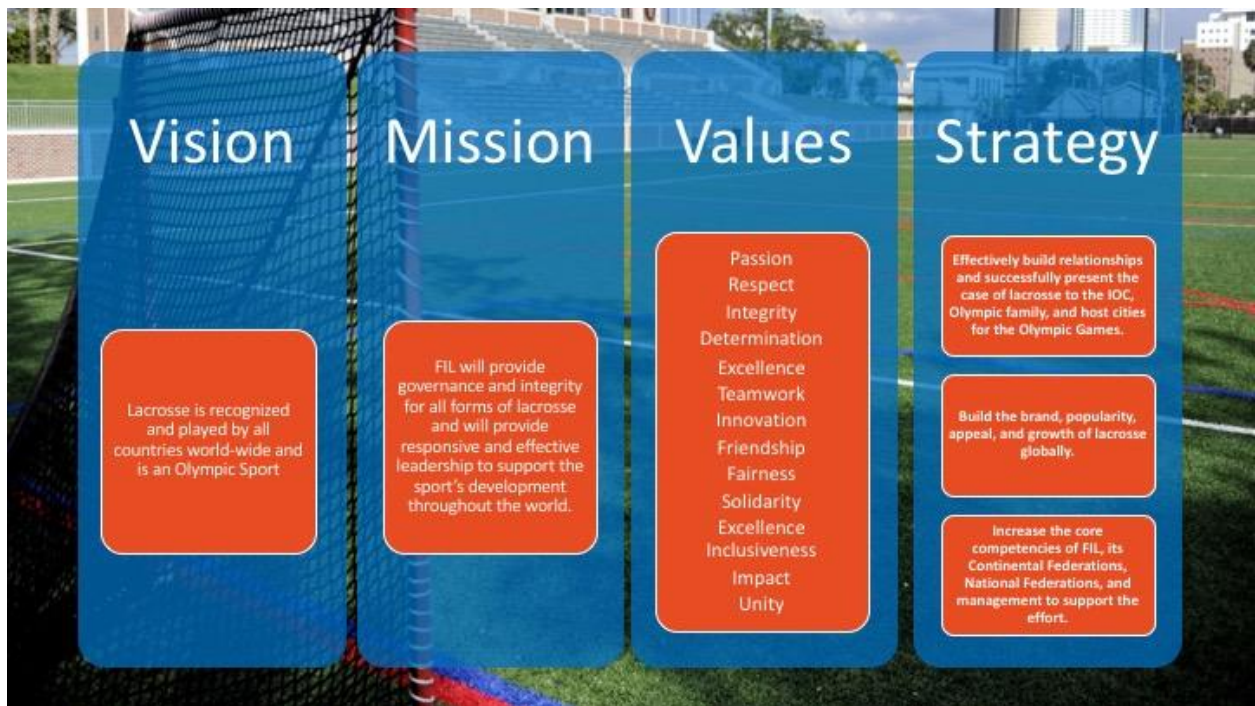 Vision
Lacrosse is recognized
and played by all
countries world-wide and
is an Olympic Sport
Mission
FIL will provide
governance and integrity
for all forms of lacrosse
and will provide
responsive and effective
leadership to support the
sport's development
throughout the world.
Values
Passion
Respect
Integrity
Determination
Excellence
Teamwork
Innovation
Friendship
Fairness
Solidarity
Excellence
Inclusiveness
Impact
Unity
Strategy
Effectively build relationships
and successfully present the
case of lacrosse to the IOC,
Olympic family, and host cities
for the Olympic Games.
Build the brand, popularity,
appeal, and growth of lacrosse
globally.
Increase the core
competencies of FIL, its
Continental Federations,
National Federations, and
management to support the
effort.